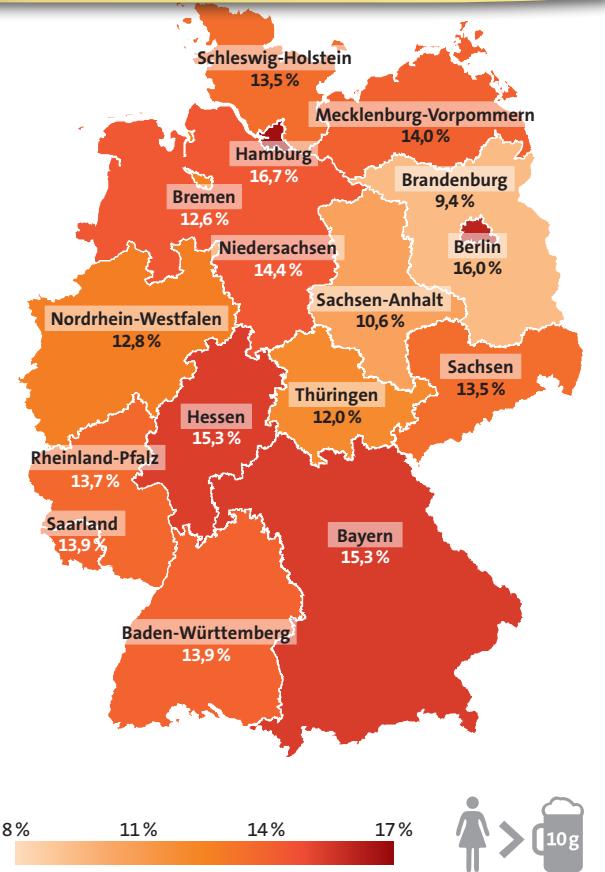 Schleswig-Holstein
13,5 %
Mecklenburg-Vorpommern
14,0 %
Hamburg
16,7 %
Brandenburg
9,4 %
Bremen
12,6 %
Berlin
16,0 %
Niedersachsen
14,4 %
Sachsen-Anhalt
10,6 %
Nordrhein-Westfalen
12,8 %
Sachsen
13,5 %
Thüringen
12,0 %
Hessen
15,3 %
Rheinland-Pfalz
13,7 %
Saarland
13,9 %
Bayern
15,3 %
Baden-Württemberg
13,9 %
8 % 11 % 14 % 17 %
> 10 g